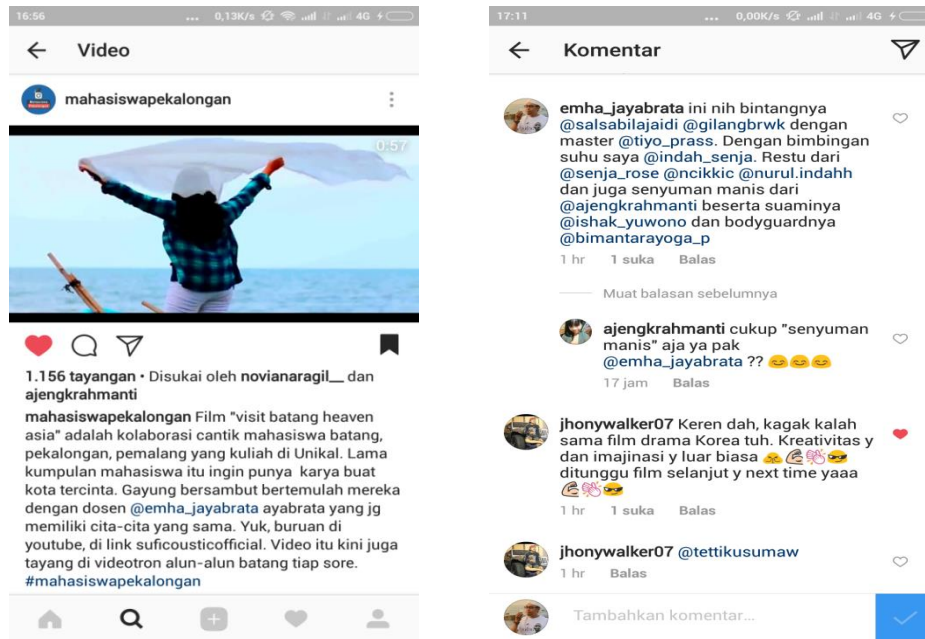 16:56 ... 0,13K/s 4G
Video
mahasiswapekalongan
0:57
1.156 tayangan • Disukai oleh novianaragil__ dan
ajengkrahmanti
mahasiswapekalongan Film "visit batang heaven
asia" adalah kolaborasi cantik mahasiswa batang,
pekalongan, pemalang yang kuliah di Unikal. Lama
kumpulan mahasiswa itu ingin punya karya buat
kota tercinta. Gayung bersambut bertemulah mereka
dengan dosen @emha_jayabrata ayabrata yang jg
memiliki cita-cita yang sama. Yuk, buruan di
youtube, di link suficousticofficial. Video itu kini juga
tayang di videotron alun-alun batang tiap sore.
#mahasiswapekalongan
17:11 ... 0,00K/s 4G
Komentar
emha_jayabrata ini nih bintangnya
@salsabilajaidi @gilangbrwk dengan
master @tiyo_prass. Dengan bimbingan
suhu saya @indah_senja. Restu dari
@senja_rose @ncikkic @nurul.indahh
dan juga senyuman manis dari
@ajengkrahmanti beserta suaminya
@ishak_yuwono dan bodyguardnya
@bimantarayoga_p
1 hr 1 suka Balas
Muat balasan sebelumnya
ajengkrahmanti cukup "senyuman
manis" aja ya pak
@emha_jayabrata ?? 😊😊😊
17 jam Balas
jhonywalker07 Keren dah, kagak kalah
sama film drama Korea tuh. Kreativitas y
dan imajinasi y luar biasa 🙇💪👏😎
ditunggu film selanjut y next time yaaa
💪👏😎
1 hr 1 suka Balas
jhonywalker07 @tettikusumaw
1 hr Balas
Tambahkan komentar...